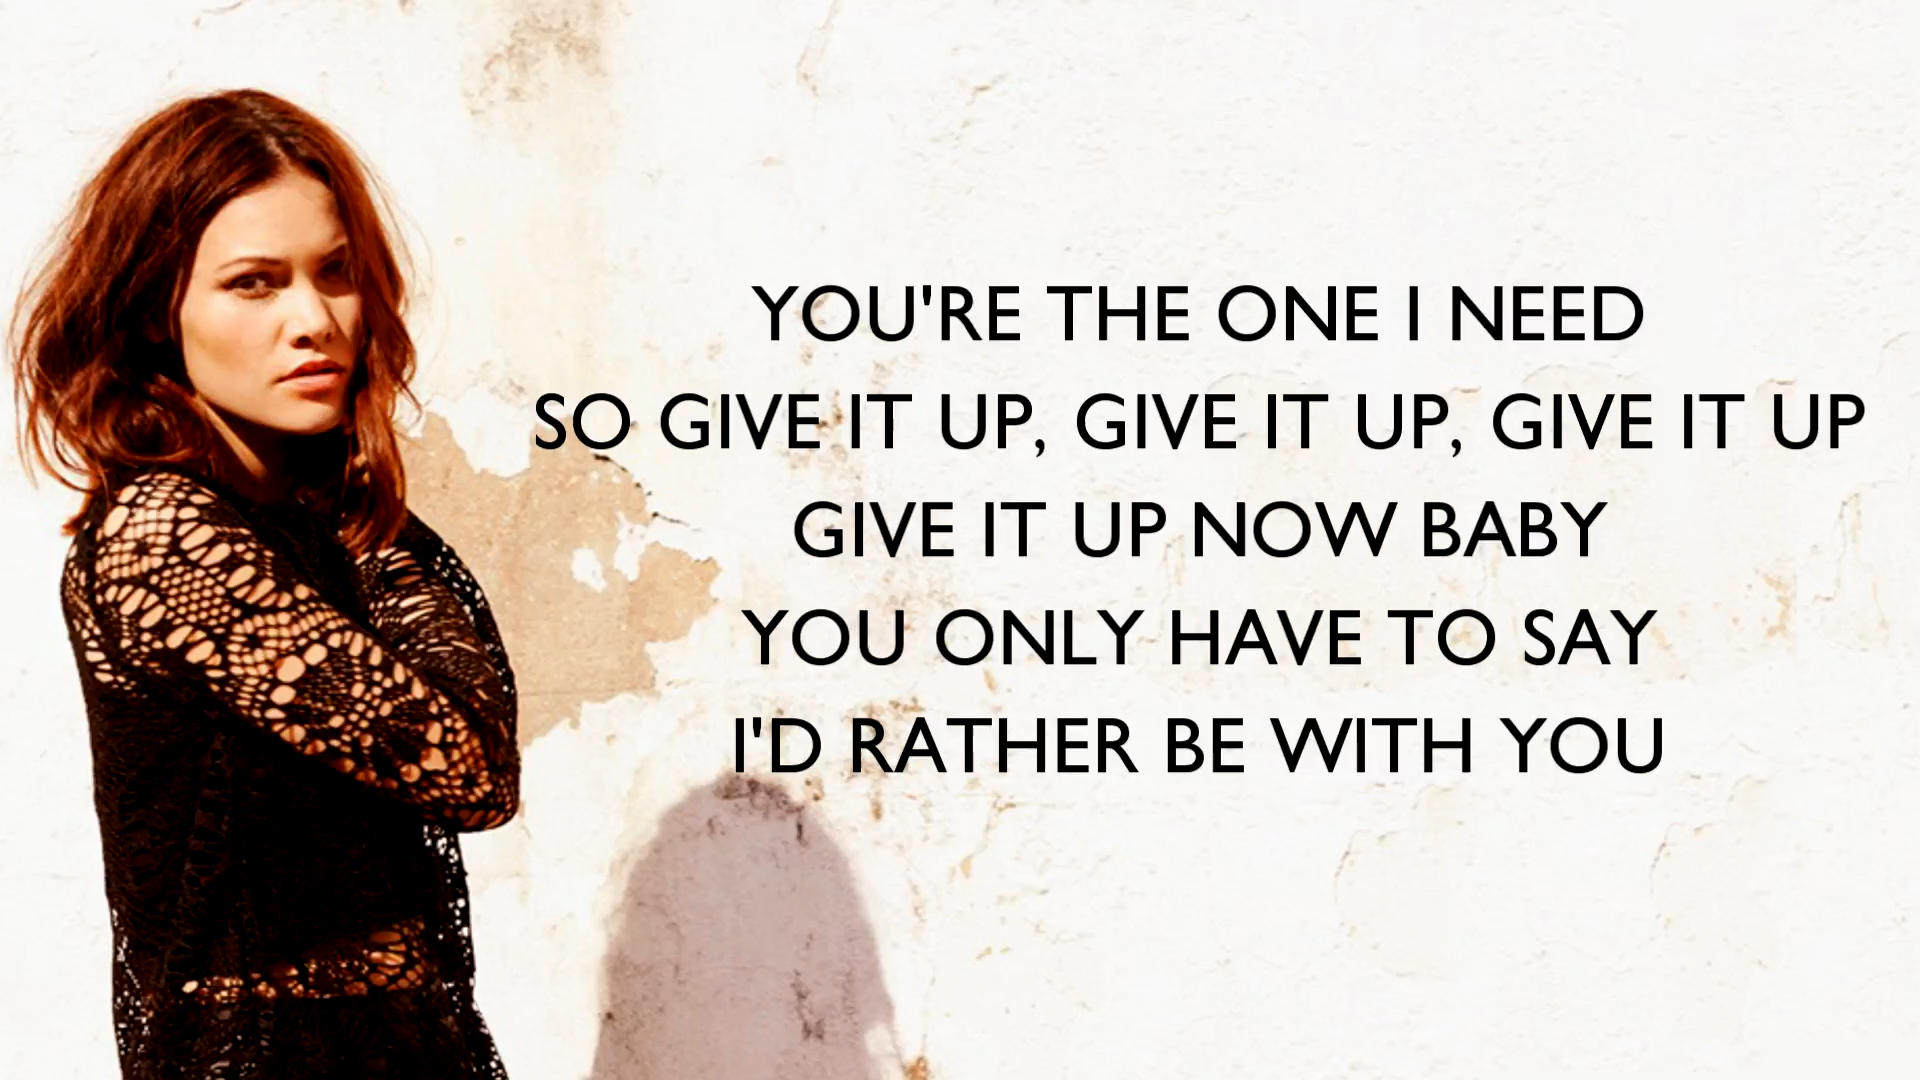 YOU'RE THE ONE I NEED
SO GIVE IT UP, GIVE IT UP, GIVE IT UP
GIVE IT UP NOW BABY
YOU ONLY HAVE TO SAY
I'D RATHER BE WITH YOU